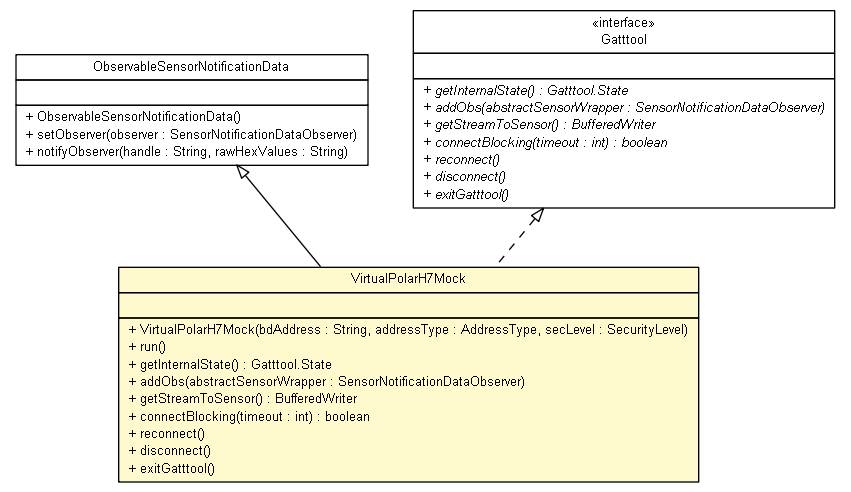 ObservableSensorNotificationData
+ ObservableSensorNotificationData()
+ setObserver(observer : SensorNotificationDataObserver)
+ notifyObserver(handle : String, rawHexValues : String)
«interface»
Gatttool
+ getInternalState() : Gatttool.State
+ addObs(abstractSensorWrapper : SensorNotificationDataObserver)
+ getStreamToSensor() : BufferedWriter
+ connectBlocking(timeout : int) : boolean
+ reconnect()
+ disconnect()
+ exitGatttool()
VirtualPolarH7Mock
+ VirtualPolarH7Mock(bdAddress : String, addressType : AddressType, secLevel : SecurityLevel)
+ run()
+ getInternalState() : Gatttool.State
+ addObs(abstractSensorWrapper : SensorNotificationDataObserver)
+ getStreamToSensor() : BufferedWriter
+ connectBlocking(timeout : int) : boolean
+ reconnect()
+ disconnect()
+ exitGatttool()